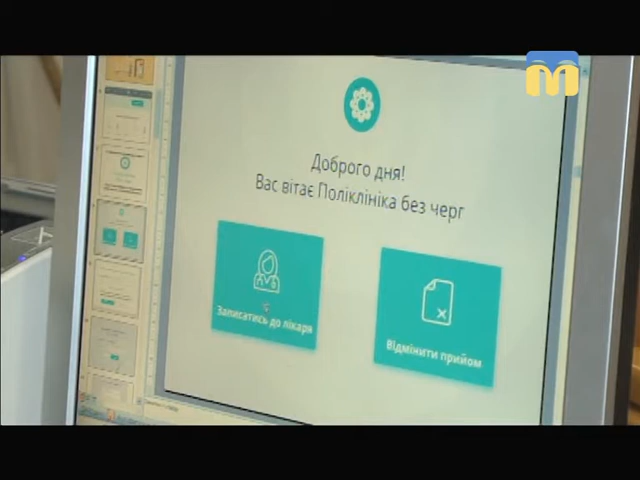 Доброго дня!
Вас вітає Поліклініка без черг
Записатись до лікаря
Відмінити прийом